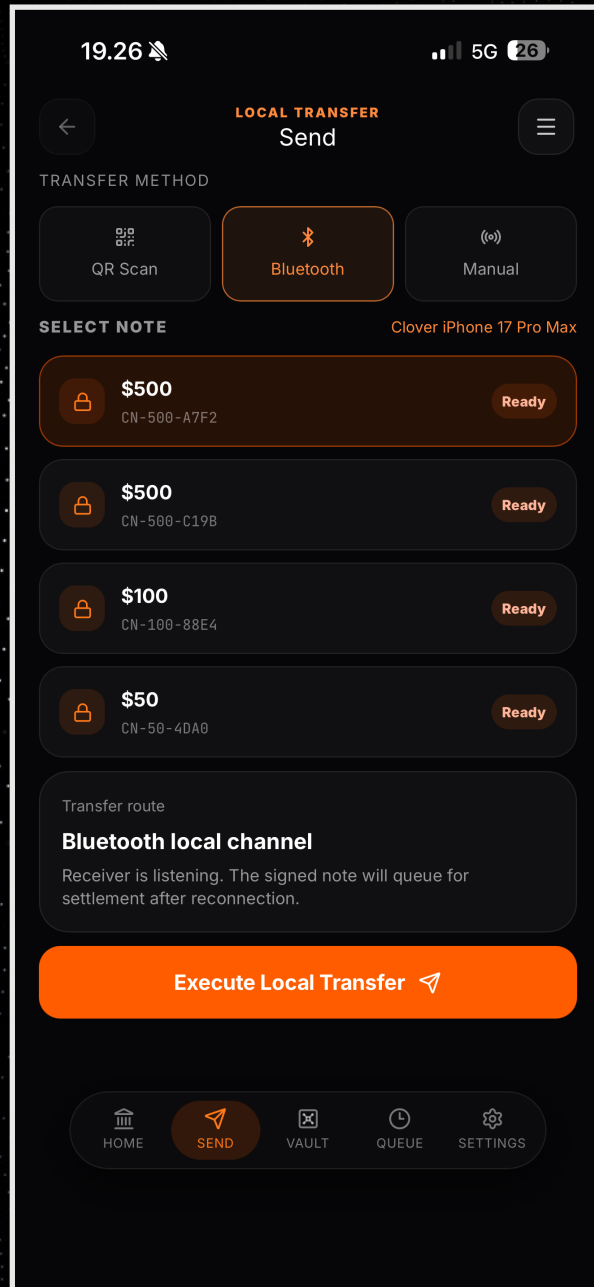 19.26
5G
26
LOCAL TRANSFER
Send
TRANSFER METHOD
QR Scan
Bluetooth
Manual
SELECT NOTE
Clover iPhone 17 Pro Max
$500
CN-500-A7F2
Ready
$500
CN-500-C19B
Ready
$100
CN-100-88E4
Ready
$50
CN-50-4DA0
Ready
Transfer route
Bluetooth local channel
Receiver is listening. The signed note will queue for
settlement after reconnection.
Execute Local Transfer
HOME
SEND
VAULT
QUEUE
SETTINGS